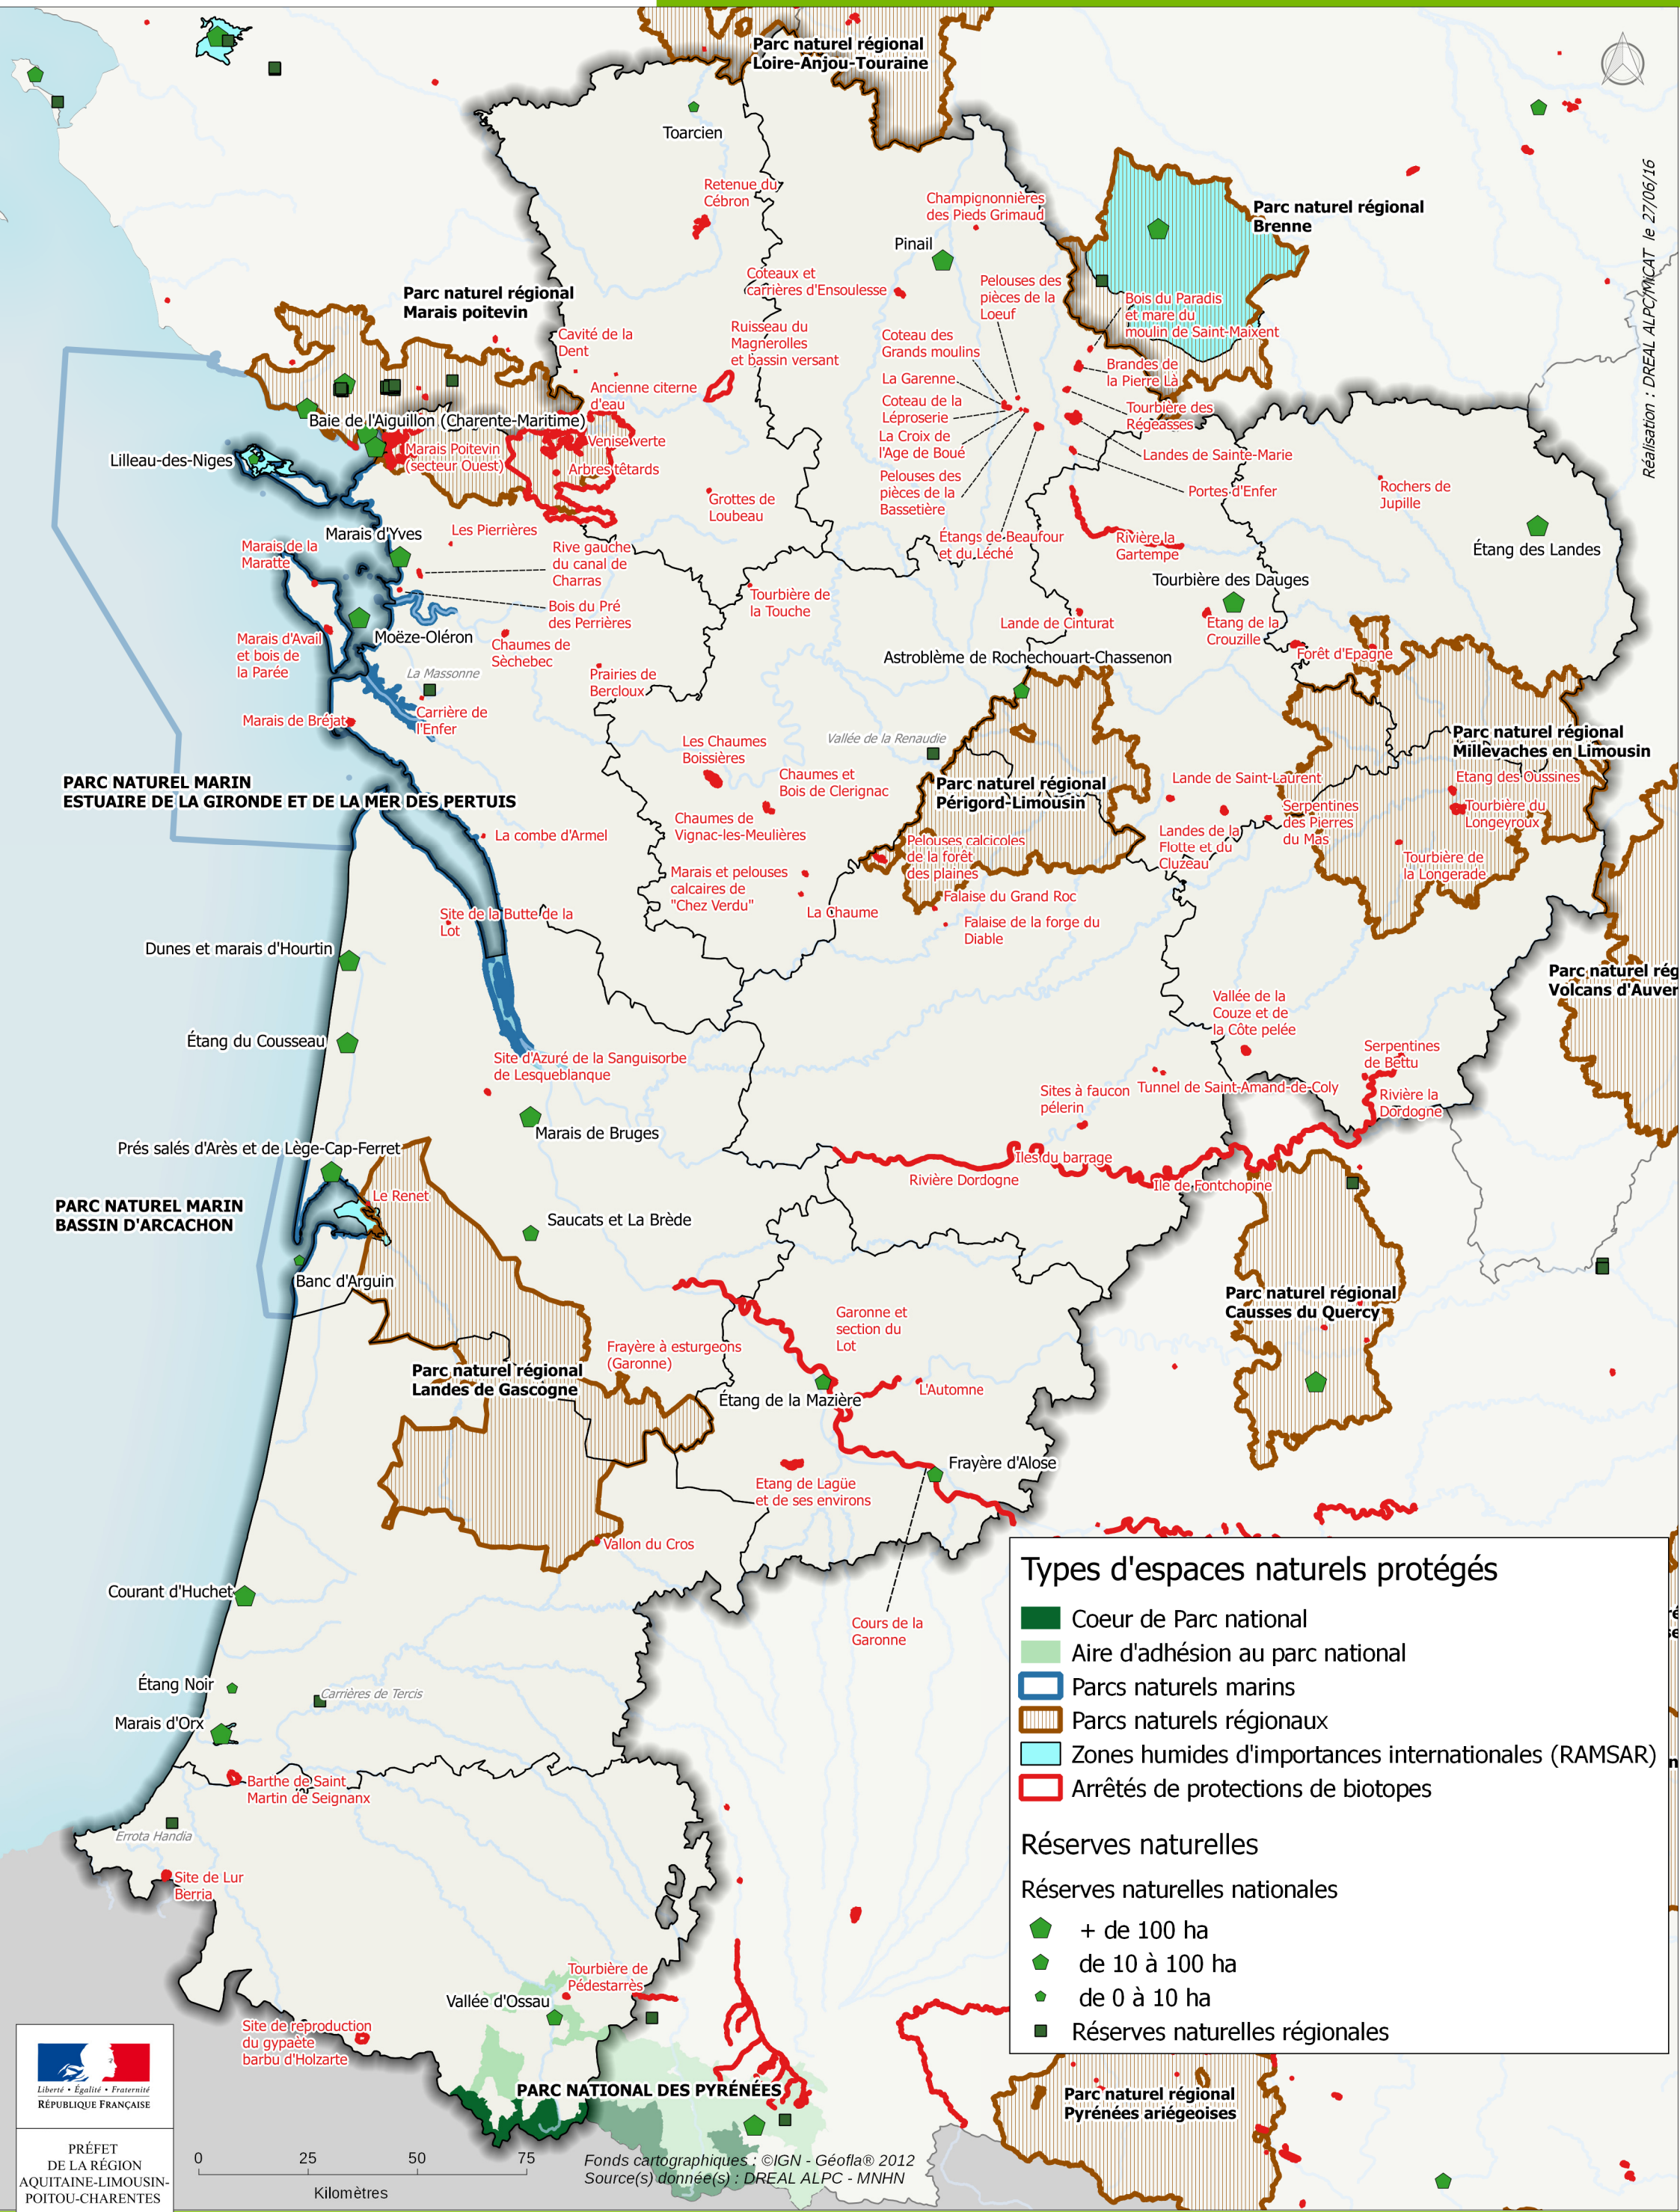 Parc naturel régional
Loire-Anjou-Touraine
Toarcien
Retenue du
Cébron
Champignonnières
des Pieds Grimaud
Pinail
Parc naturel régional
Brenne
Réalisation : DREAL ALPC/MiCAT le 27/06/16
Coteaux et
carrières d'Ensoulesse
Pelouses des
pièces de la
Loeuf
Parc naturel régional
Marais poitevin
Bois du Paradis
et mare du
moulin de Saint-Maixent
Cavité de la
Dent
Ruisseau du
Magnerolles
et bassin versant
Coteau des
Grands moulins
Brandes de
la Pierre Là
La Garenne
Ancienne citerne
d'eau
Coteau de la
Léproserie
Tourbière des
Régeasses
Baie de l'Aiguillon (Charente-Maritime)
La Croix de
l'Age de Boué
Venise verte
Marais Poitevin
(secteur Ouest)
Lilleau-des-Niges
Arbres têtards
Landes de Sainte-Marie
Pelouses des
pièces de la
Bassetière
Portes d'Enfer
Rochers de
Jupille
Grottes de
Loubeau
Marais d'Yves
Les Pierrières
Étangs de Beaufour
et du Léché
Rivière la
Gartempe
Étang des Landes
Marais de la
Maratte
Rive gauche
du canal de
Charras
Tourbière des Dauges
Tourbière de
la Touche
Bois du Pré
des Perrières
Lande de Cinturat
Etang de la
Crouzille
Moëze-Oléron
Marais d'Avail
et bois de
la Parée
Chaumes de
Sèchebec
Forêt d'Epagne
Astroblème de Rochechouart-Chassenon
La Massonne
Prairies de
Bercloux
Carrière de
l'Enfer
Marais de Bréjat
Les Chaumes
Boissières
Vallée de la Renaudie
Parc naturel régional
Millevaches en Limousin
Chaumes et
Bois de Clerignac
Parc naturel régional
Périgord-Limousin
Lande de Saint-Laurent
Etang des Oussines
PARC NATUREL MARIN
ESTUAIRE DE LA GIRONDE ET DE LA MER DES PERTUIS
Serpentines
des Pierres
du Mas
Tourbière du
Longeyroux
La combe d'Armel
Chaumes de
Vignac-les-Meulières
Landes de la
Flotte et du
Cluzeau
Pelouses calcicoles
de la forêt
des plaines
Tourbière de
la Longerade
Marais et pelouses
calcaires de
"Chez Verdu"
Falaise du Grand Roc
La Chaume
Site de la Butte de la
Lot
Falaise de la forge du
Diable
Dunes et marais d'Hourtin
Parc naturel rég
Volcans d'Auver
Vallée de la
Couze et de
la Côte pelée
Étang du Cousseau
Site d'Azuré de la Sanguisorbe
de Lesqueblanque
Serpentines
de Bettu
Tunnel de Saint-Amand-de-Coly
Sites à faucon
pélerin
Rivière la
Dordogne
Marais de Bruges
Prés salés d'Arès et de Lège-Cap-Ferret
Iles du barrage
Rivière Dordogne
Ile de Fontchopine
Le Renet
PARC NATUREL MARIN
BASSIN D'ARCACHON
Saucats et La Brède
Banc d'Arguin
Parc naturel régional
Causses du Quercy
Garonne et
section du
Lot
Frayère à esturgeons
(Garonne)
Parc naturel régional
Landes de Gascogne
L'Automne
Étang de la Mazière
Frayère d'Alose
Etang de Lagüe
et de ses environs
Vallon du Cros
Courant d'Huchet
Cours de la
Garonne
Étang Noir
Carrières de Tercis
Marais d'Orx
Barthe de Saint
Martin de Seignanx
Errota Handia
Site de Lur
Berria
Tourbière de
Pédestarrès
Vallée d'Ossau
Site de reproduction
du gypaète
barbu d'Holzarte
PARC NATIONAL DES PYRÉNÉES
Parc naturel régional
Pyrénées ariégeoises
Types d'espaces naturels protégés
Coeur de Parc national
Aire d'adhésion au parc national
Parcs naturels marins
Parcs naturels régionaux
Zones humides d'importances internationales (RAMSAR)
Arrêtés de protections de biotopes
Réserves naturelles
Réserves naturelles nationales
+ de 100 ha
de 10 à 100 ha
de 0 à 10 ha
Réserves naturelles régionales
Liberté • Égalité • Fraternité
RÉPUBLIQUE FRANÇAISE
PRÉFET
DE LA RÉGION
AQUITAINE-LIMOUSIN-
POITOU-CHARENTES
0 25 50 75
Kilomètres
Fonds cartographiques : ©IGN - Géofla® 2012
Source(s) donnée(s) : DREAL ALPC - MNHN